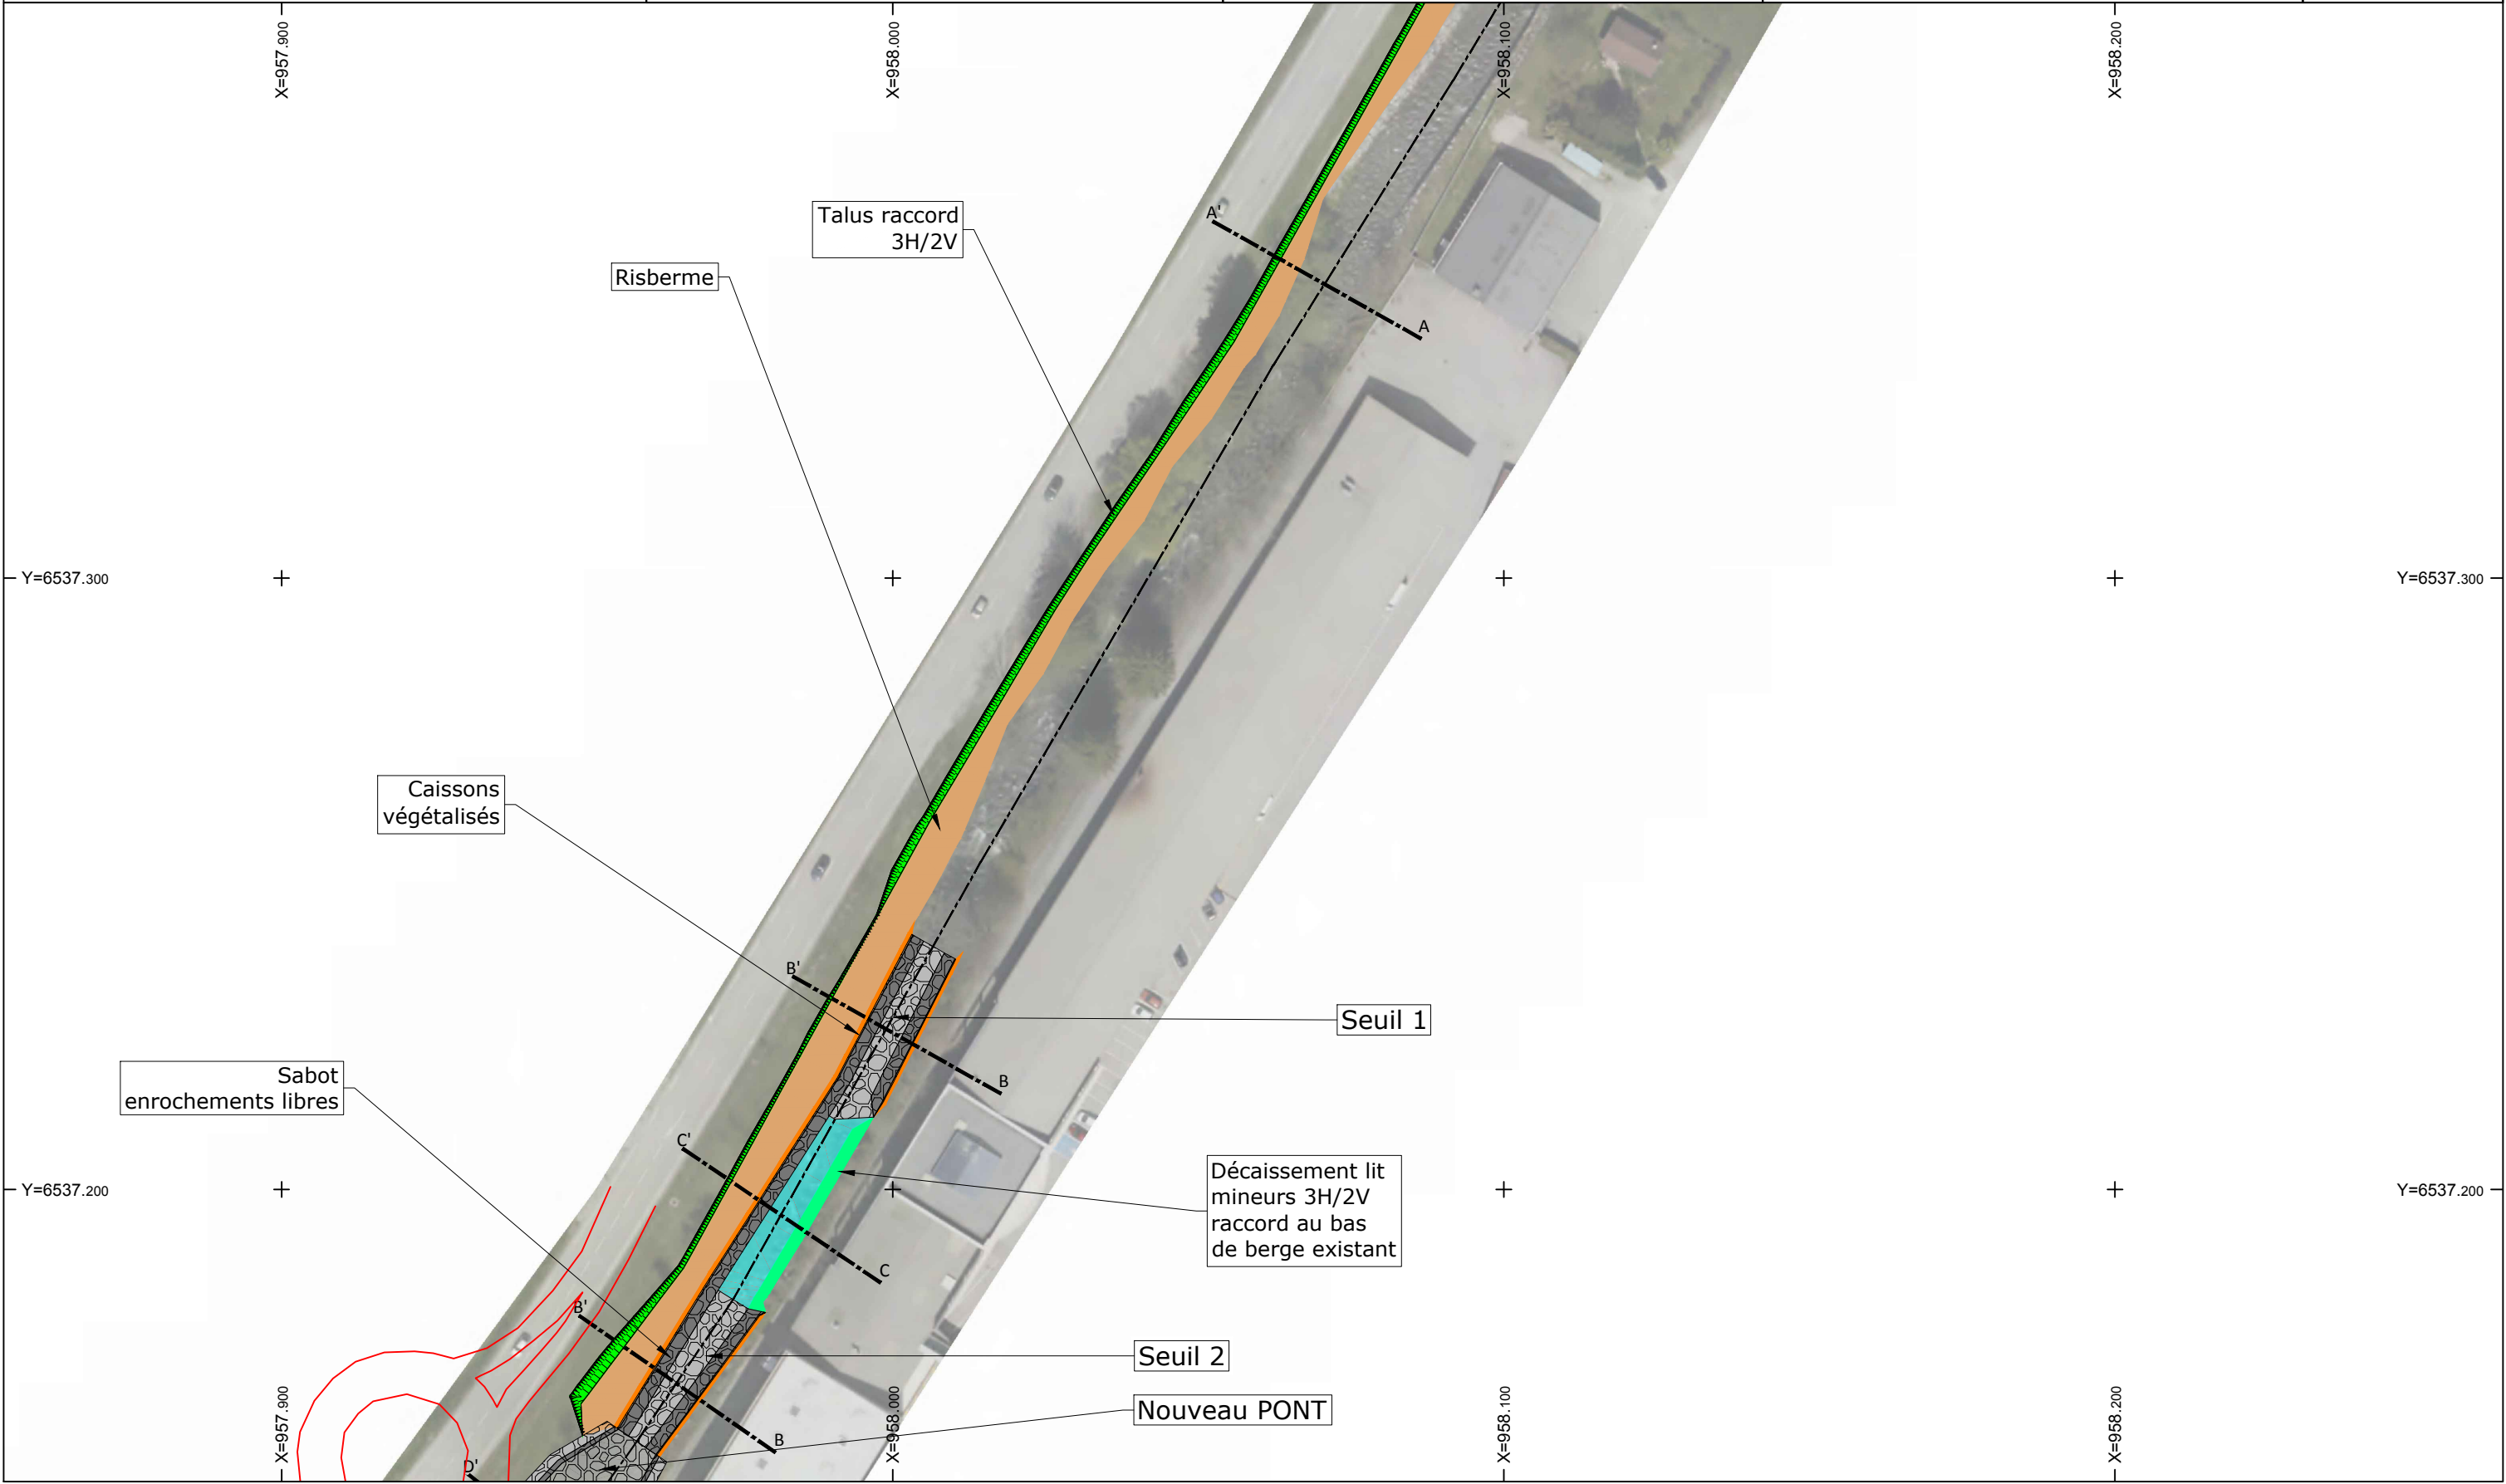 X=957.900
X=958.000
X=958.100
X=958.200
Talus raccord
3H/2V
A'
Risberme
A
Y=6537.300
Y=6537.300
Caissons
végétalisés
B'
Seuil 1
Sabot
enrochements libres
B
C'
Décaissement lit
mineurs 3H/2V
raccord au bas
de berge existant
Y=6537.200
Y=6537.200
C
B'
Seuil 2
Nouveau PONT
B
D'
X=957.900
X=958.000
X=958.100
X=958.200